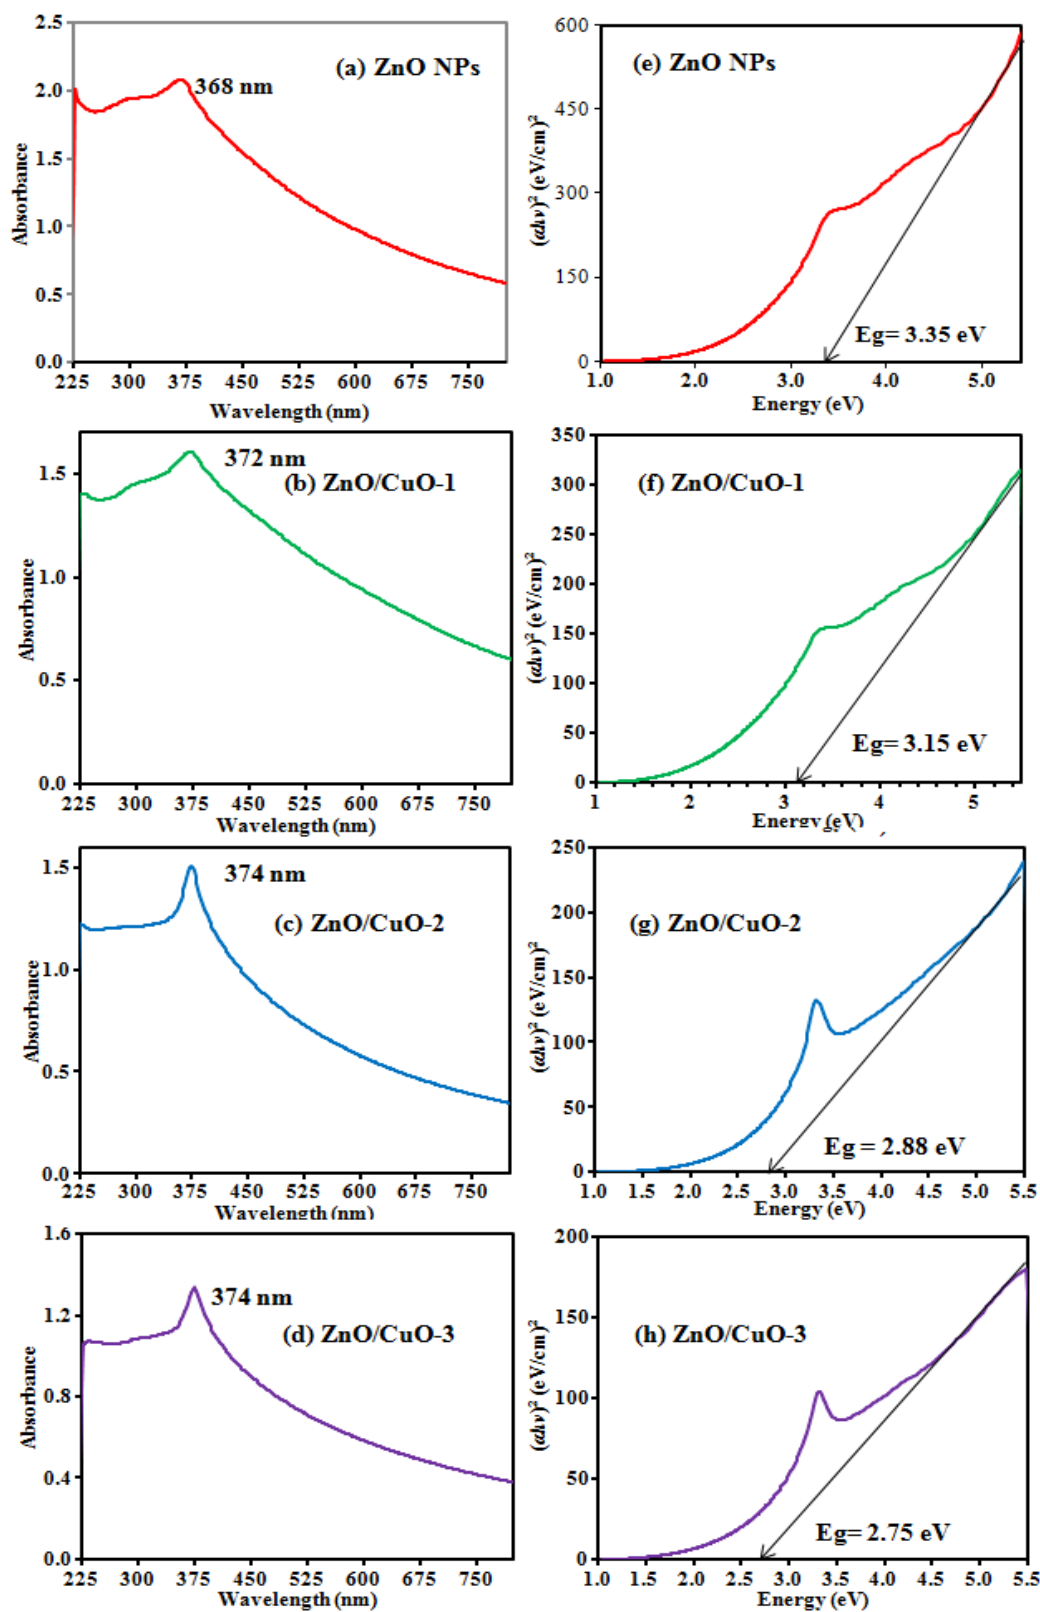 2.5
2.0
1.5
1.0
0.5
0.0
Absorbance
(a) ZnO NPs
368 nm
225 300 375 450 525 600 675 750
Wavelength (nm)
600
450
300
150
0
(αhν)² (eV/cm)²
(e) ZnO NPs
Eg= 3.35 eV
1.0 2.0 3.0 4.0 5.0
Energy (eV)
1.5
1.0
0.5
0.0
Absorbance
372 nm
(b) ZnO/CuO-1
225 300 375 450 525 600 675 750
Wavelength (nm)
350
300
250
200
150
100
50
0
(αhν)² (eV/cm)²
(f) ZnO/CuO-1
Eg= 3.15 eV
1 2 3 4 5
Energy (eV)
1.5
1.0
0.5
0.0
Absorbance
374 nm
(c) ZnO/CuO-2
225 300 375 450 525 600 675 750
Wavelength (nm)
250
200
150
100
50
0
(αhν)² (eV/cm)²
(g) ZnO/CuO-2
Eg = 2.88 eV
1.0 1.5 2.0 2.5 3.0 3.5 4.0 4.5 5.0 5.5
Energy (eV)
1.6
1.2
0.8
0.4
0.0
Absorbance
374 nm
(d) ZnO/CuO-3
225 300 375 450 525 600 675 750
Wavelength (nm)
200
150
100
50
0
(αhν)² (eV/cm)²
(h) ZnO/CuO-3
Eg= 2.75 eV
1.0 1.5 2.0 2.5 3.0 3.5 4.0 4.5 5.0 5.5
Energy (eV)